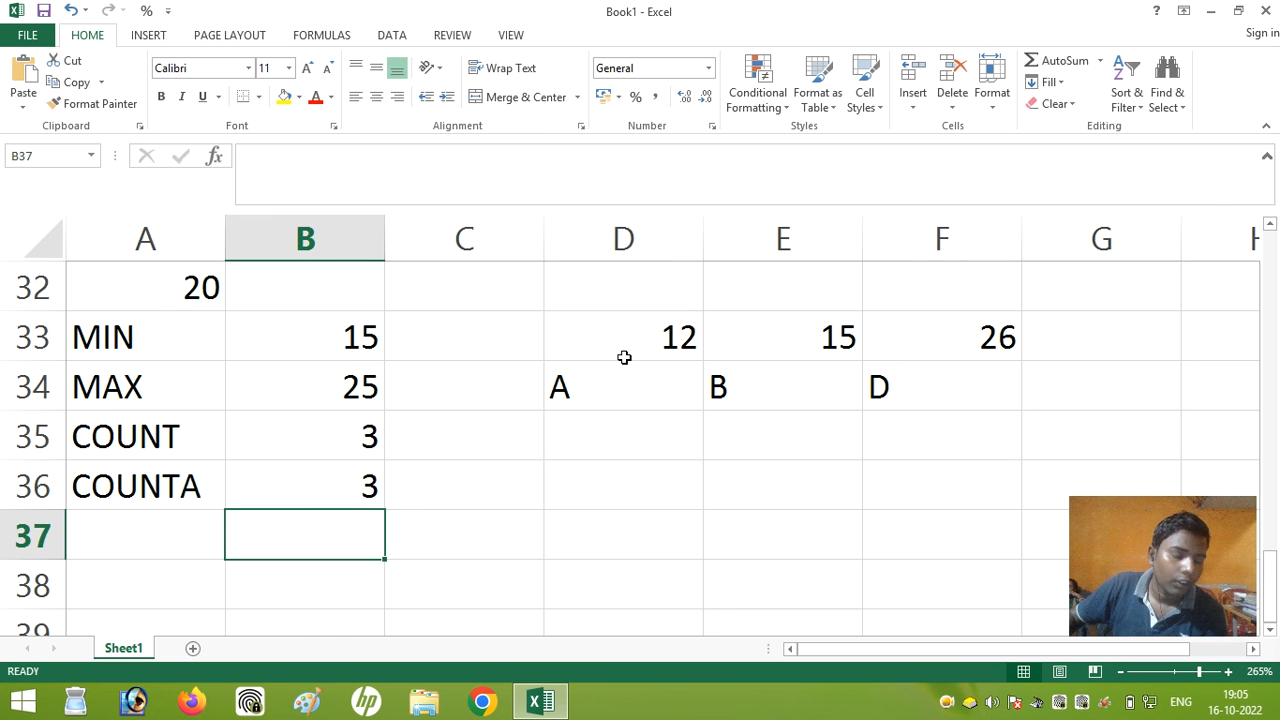 Book1 - Excel
Sign in
FILE HOME INSERT PAGE LAYOUT FORMULAS DATA REVIEW VIEW
Paste
Cut
Copy
Format Painter
Clipboard
Calibri 11
B I U
Font
Wrap Text
Merge & Center
Alignment
General
%
Number
Conditional Formatting
Format as Table
Cell Styles
Styles
Insert
Delete
Format
Cells
AutoSum
Fill
Clear
Sort & Filter
Find & Select
Editing
B37
fx
A B C D E F G H
32 20
33 MIN 15 12 15 26
34 MAX 25 A B D
35 COUNT 3
36 COUNTA 3
37
38
39
Sheet1
READY
265%
ENG
19:05
16-10-2022